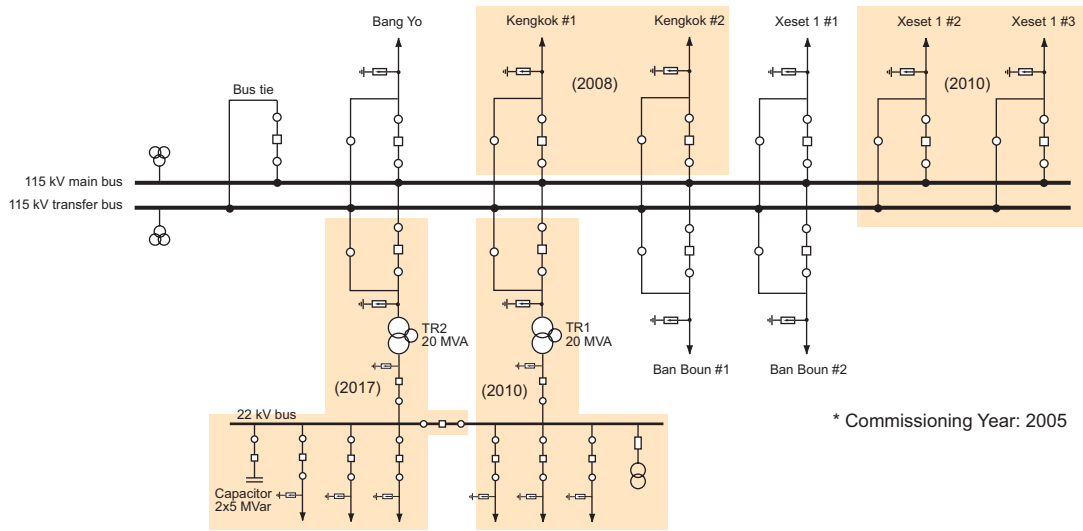 Bang Yo
Kengkok #1
Kengkok #2
Xeset 1 #1
Xeset 1 #2
Xeset 1 #3
(2008)
(2010)
Bus tie
115 kV main bus
115 kV transfer bus
TR2
20 MVA
TR1
20 MVA
Ban Boun #1
Ban Boun #2
(2017)
(2010)
22 kV bus
* Commissioning Year: 2005
Capacitor
2x5 MVar